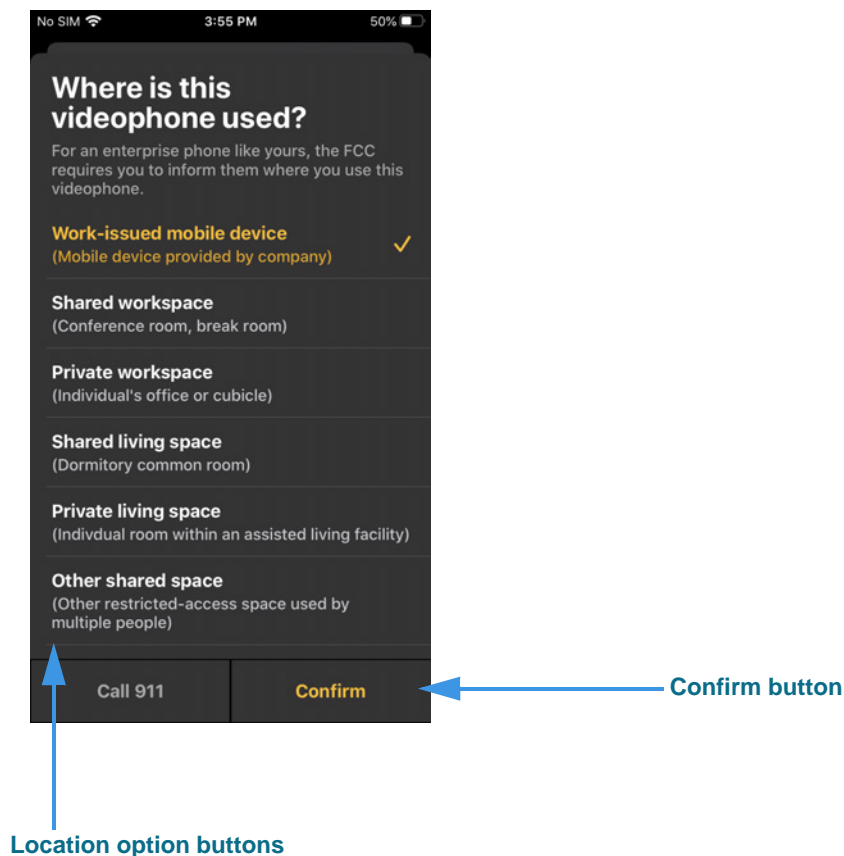 No SIM 3:55 PM 50%
Where is this
videophone used?
For an enterprise phone like yours, the FCC
requires you to inform them where you use this
videophone.
Work-issued mobile device
(Mobile device provided by company)
Shared workspace
(Conference room, break room)
Private workspace
(Individual's office or cubicle)
Shared living space
(Dormitory common room)
Private living space
(Indivdual room within an assisted living facility)
Other shared space
(Other restricted-access space used by
multiple people)
Call 911 Confirm
Confirm button
Location option buttons